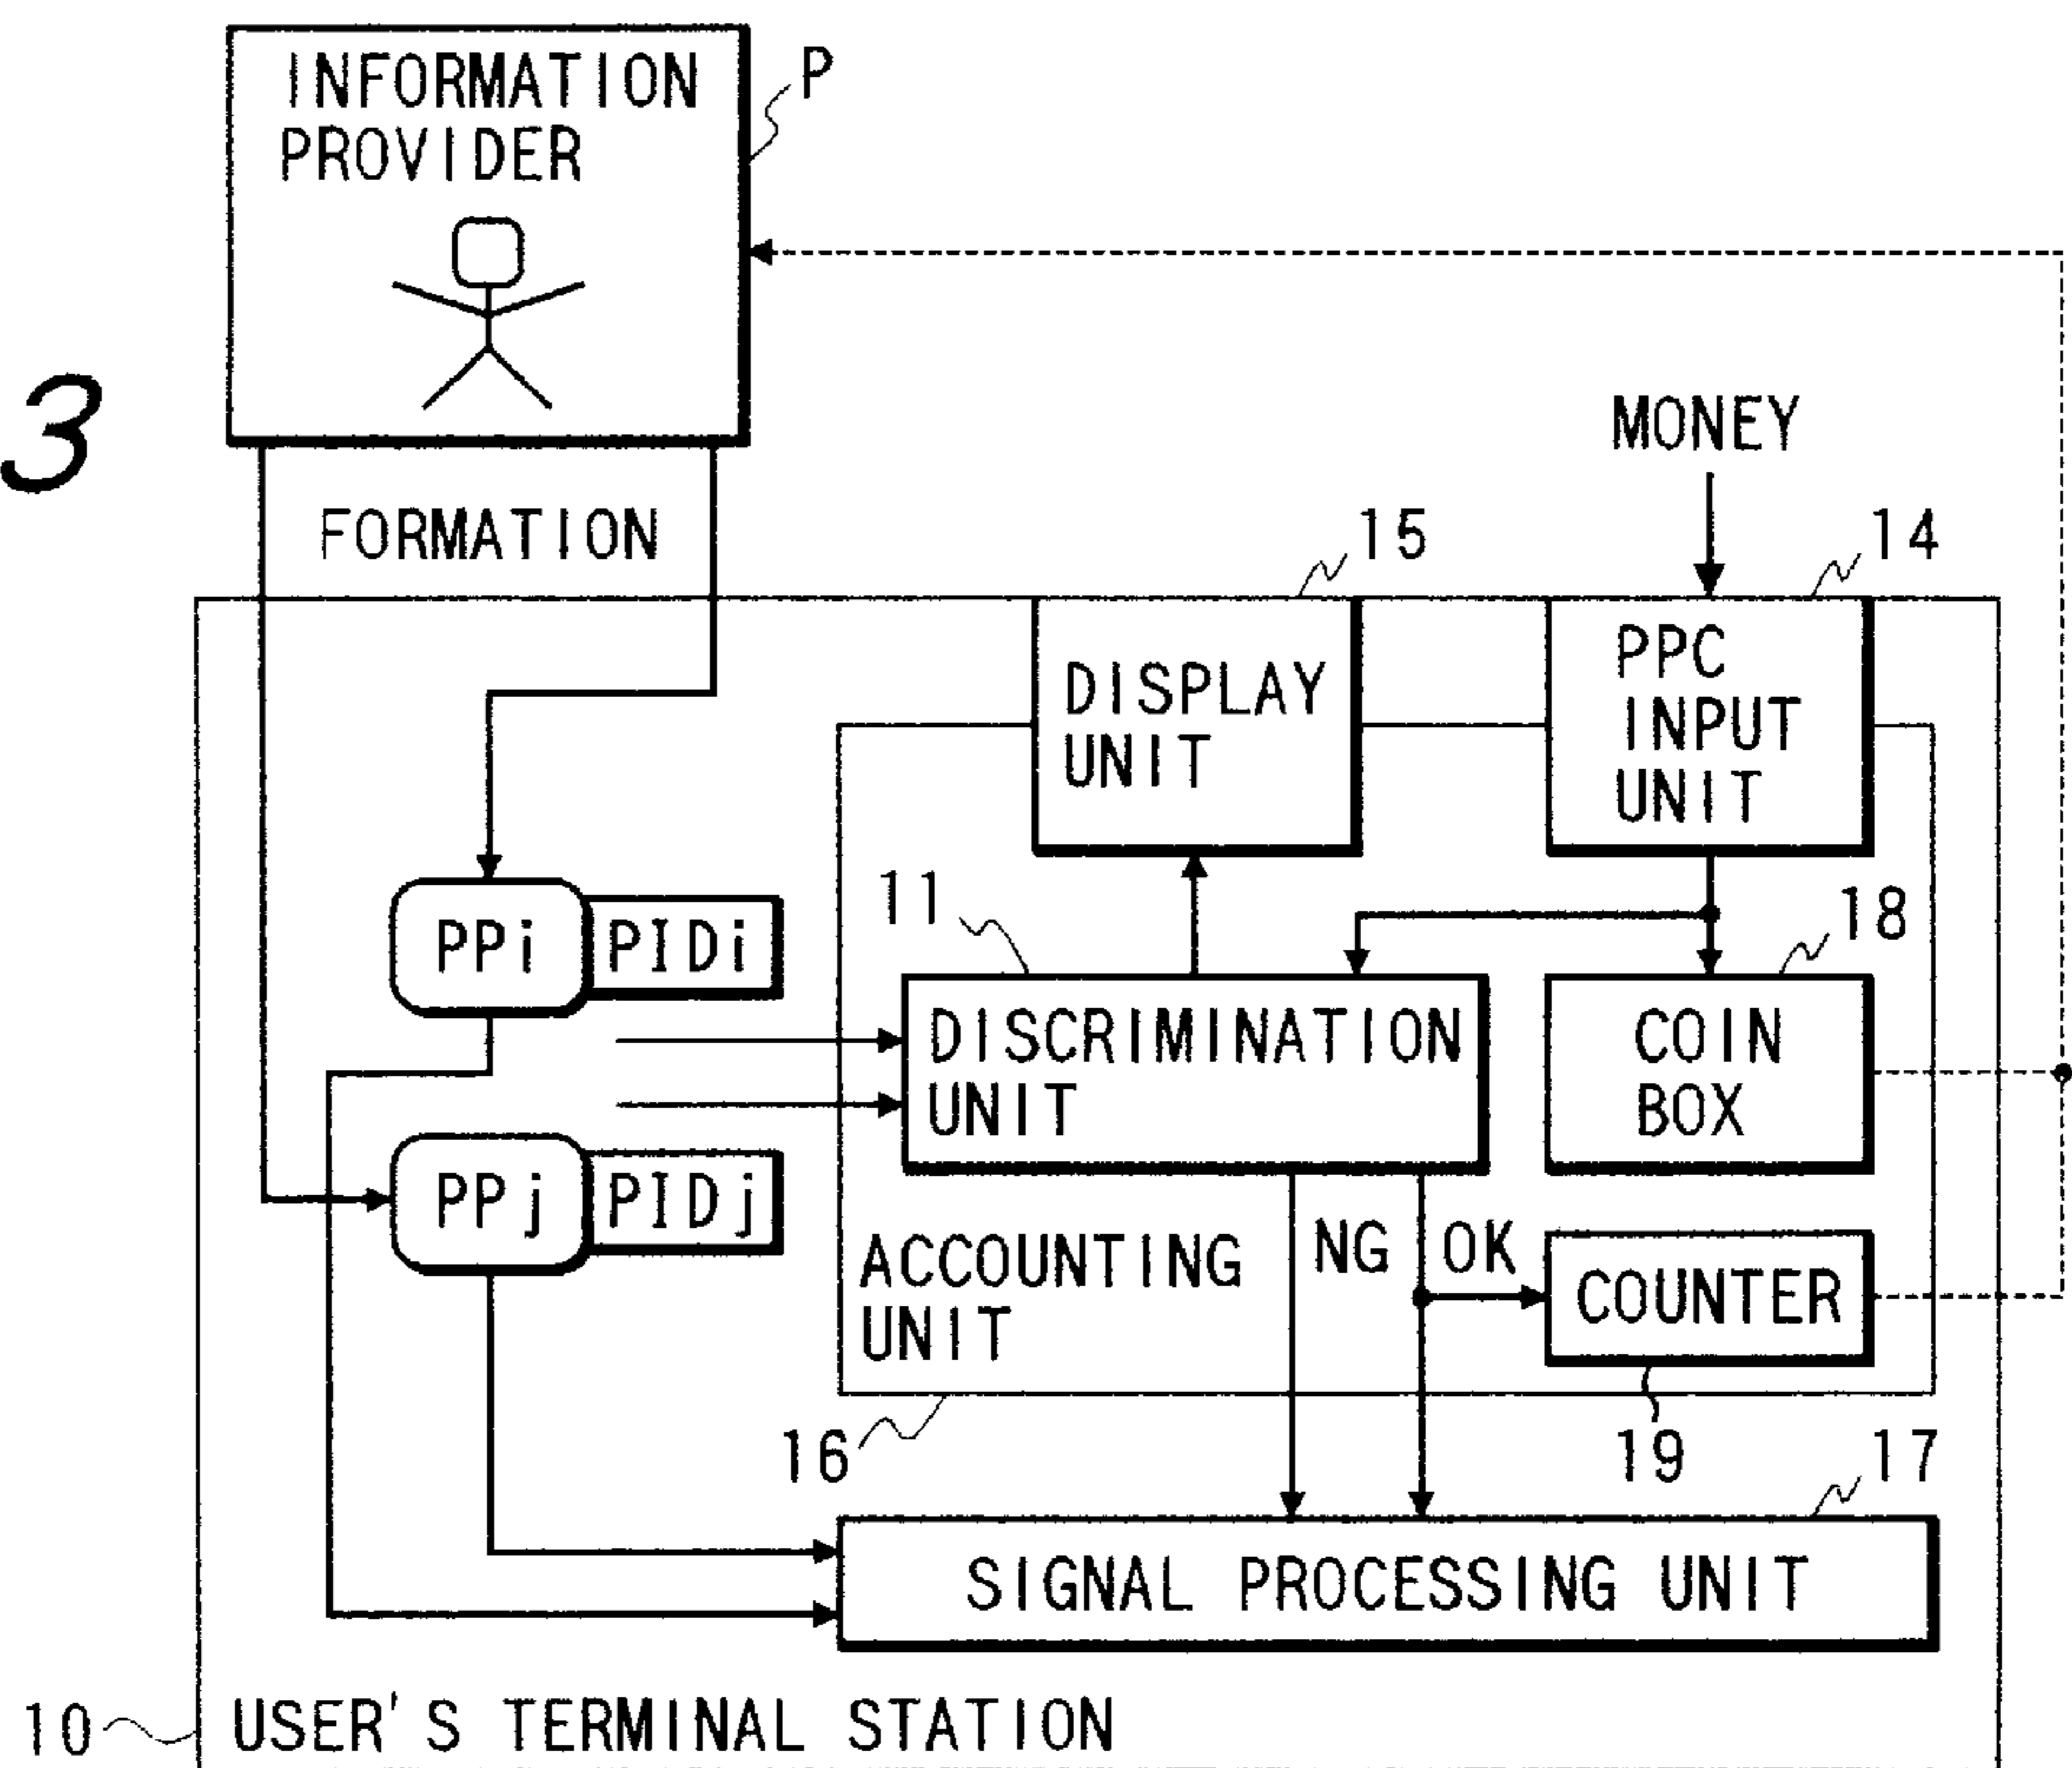 INFORMATION
PROVIDER
P
3
MONEY
FORMATION
15
14
DISPLAY
UNIT
PPC
INPUT
UNIT
11
18
PPi
PIDi
DISCRIMINATION
UNIT
COIN
BOX
PPj
PIDj
ACCOUNTING
UNIT
NG
OK
COUNTER
16
19
17
SIGNAL PROCESSING UNIT
10
USER'S TERMINAL STATION